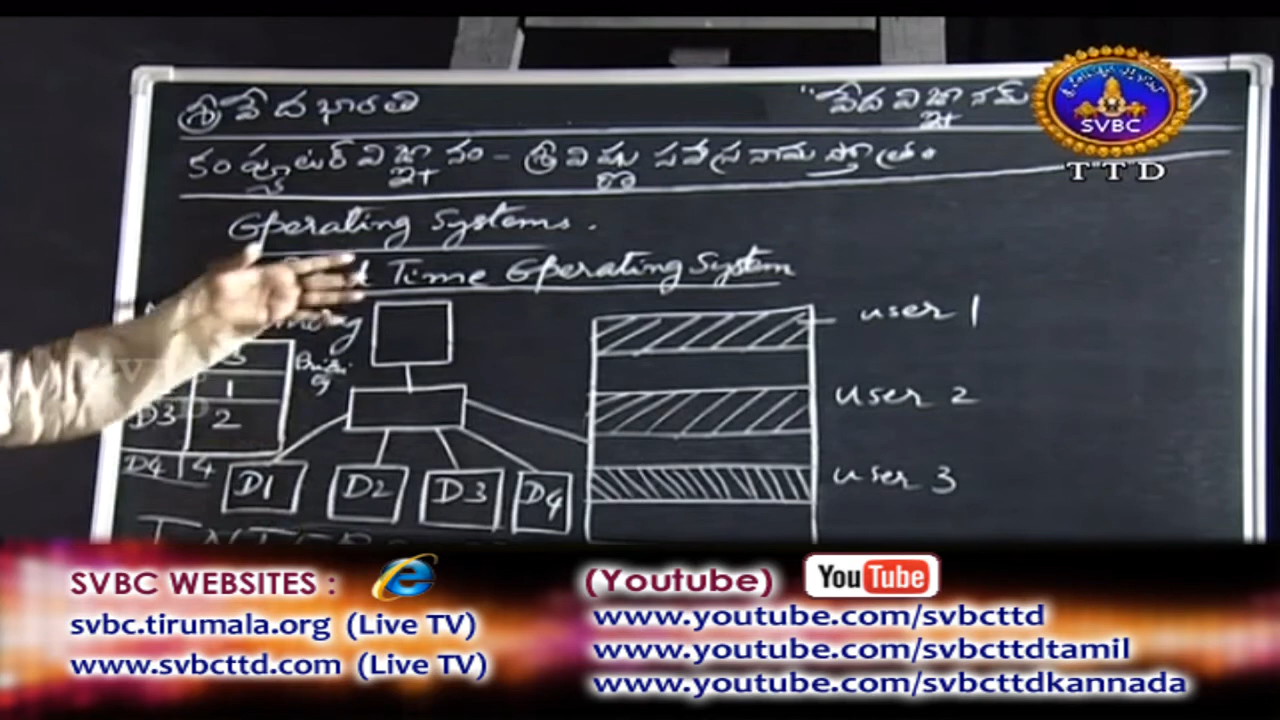 శ్రీ వేద భారతి "వేద విజ్ఞానమ్
SVBC
TTD
కంప్యూటర్ విజ్ఞానం - శ్రీ విష్ణు సహస్ర నామ స్తోత్రం
Operating Systems.
Time Operating System
user 1
1
D3 2
user 2
D4 4
D1 D2 D3 D4
user 3
SVBC WEBSITES :
svbc.tirumala.org (Live TV)
www.svbcttd.com (Live TV)
(Youtube) YouTube
www.youtube.com/svbcttd
www.youtube.com/svbcttdtamil
www.youtube.com/svbcttdkannada